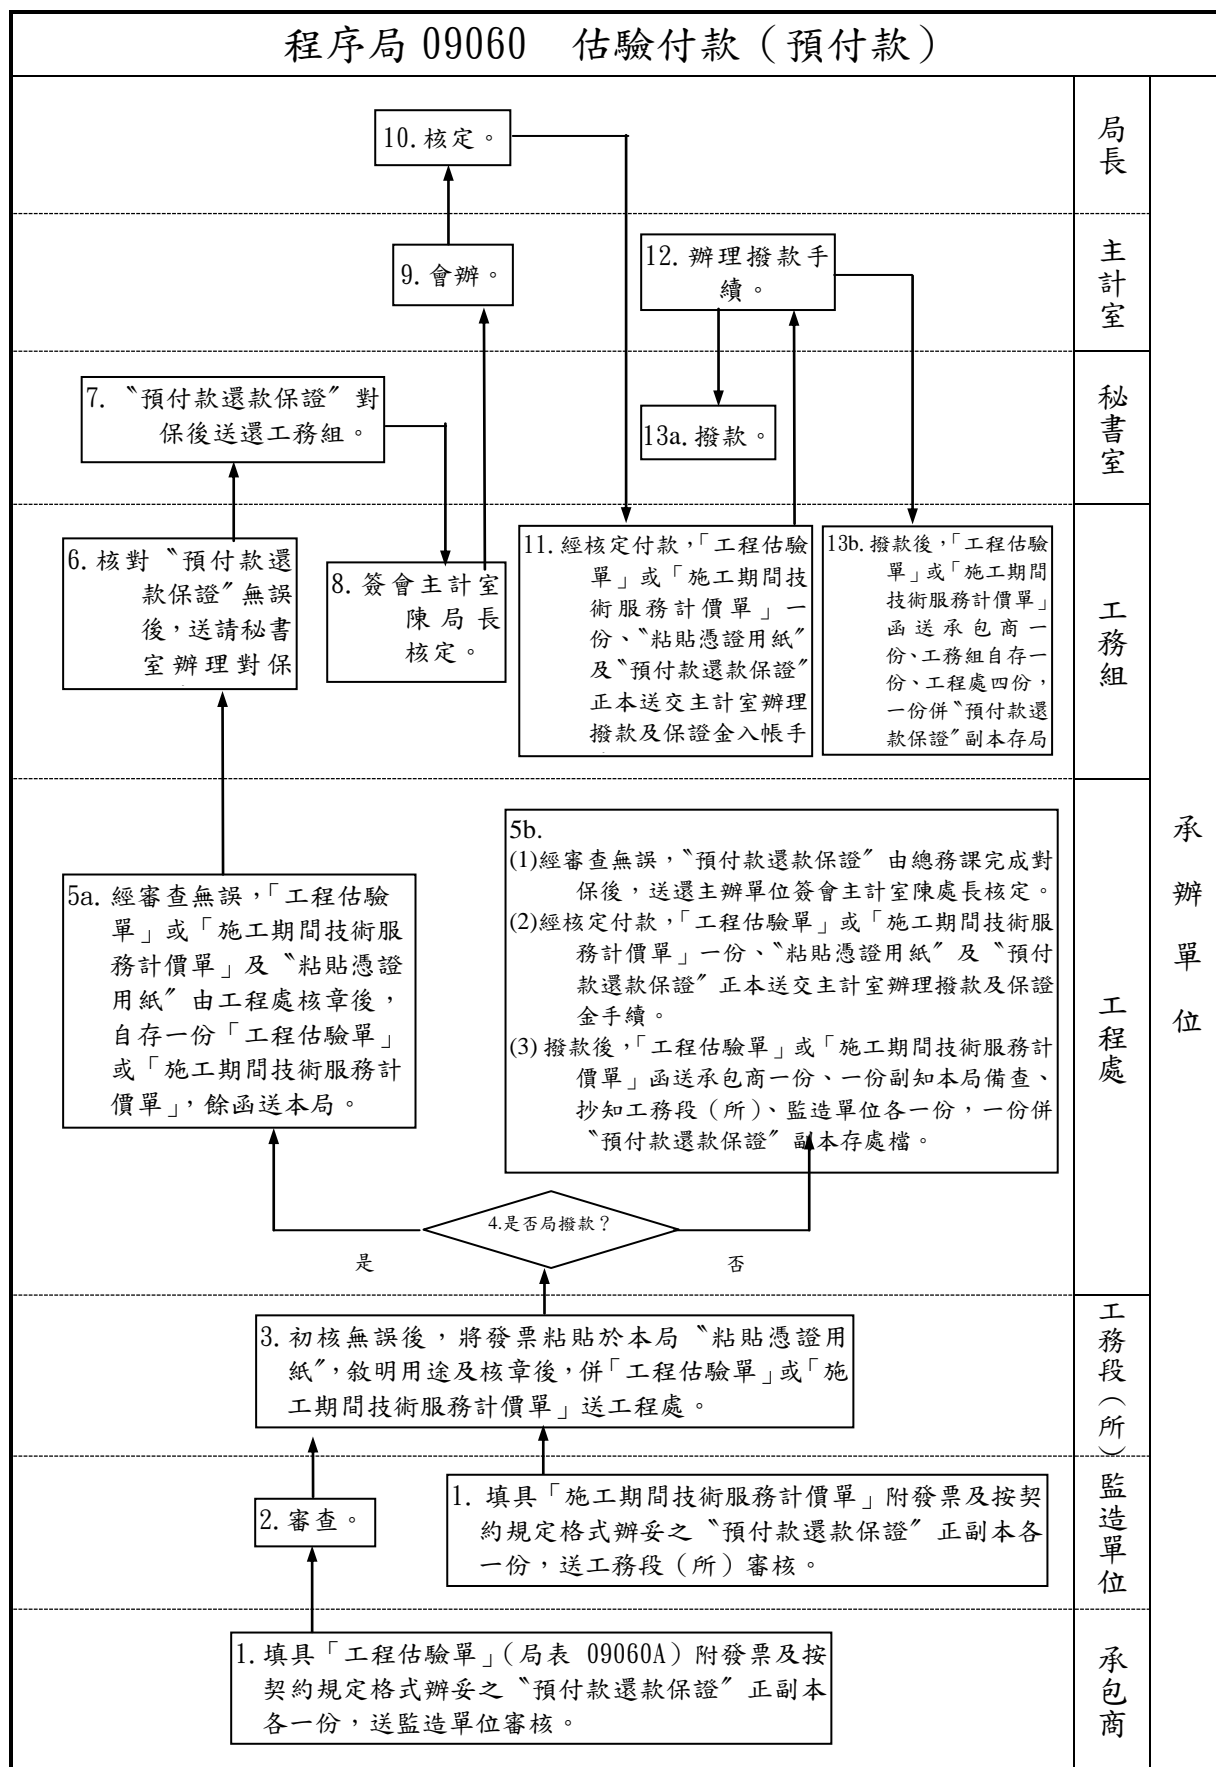 程序局 09060　估驗付款（預付款）
10. 核定。
局長
9. 會辦。
12. 辦理撥款手
續。
主計室
7. 〝預付款還款保證〞對
保後送還工務組。
13a. 撥款。
秘書室
6. 核對〝預付款還
款保證〞無誤
後，送請秘書
室辦理對保
8. 簽會主計室
陳局長
核定。
11. 經核定付款，「工程估驗
單」或「施工期間技
術服務計價單」一
份、〝粘貼憑證用紙〞
及〝預付款還款保證〞
正本送交主計室辦理
撥款及保證金入帳手
13b. 撥款後，「工程估驗
單」或「施工期間
技術服務計價單」
函送承包商一
份、工務組自存一
份、工程處四份，
一份併〝預付款還
款保證〞副本存局
工務組
5a. 經審查無誤，「工程估驗
單」或「施工期間技術服
務計價單」及〝粘貼憑證
用紙〞由工程處核章後，
自存一份「工程估驗單」
或「施工期間技術服務計
價單」，餘函送本局。
5b.
(1)經審查無誤，〝預付款還款保證〞由總務課完成對
保後，送還主辦單位簽會主計室陳處長核定。
(2)經核定付款，「工程估驗單」或「施工期間技術服
務計價單」一份、〝粘貼憑證用紙〞及〝預付
款還款保證〞正本送交主計室辦理撥款及保證
金手續。
(3) 撥款後，「工程估驗單」或「施工期間技術服務計
價單」函送承包商一份、一份副知本局備查、
抄知工務段（所）、監造單位各一份，一份併
〝預付款還款保證〞副本存處檔。
4.是否局撥款？
是
否
工程處
承辦單位
3. 初核無誤後，將發票粘貼於本局〝粘貼憑證用
紙〞，敘明用途及核章後，併「工程估驗單」或「施
工期間技術服務計價單」送工程處。
工務段（所）
2. 審查。
1. 填具「施工期間技術服務計價單」附發票及按契
約規定格式辦妥之〝預付款還款保證〞正副本各
一份，送工務段（所）審核。
監造單位
1. 填具「工程估驗單」（局表 09060A）附發票及按
契約規定格式辦妥之〝預付款還款保證〞正副本
各一份，送監造單位審核。
承包商